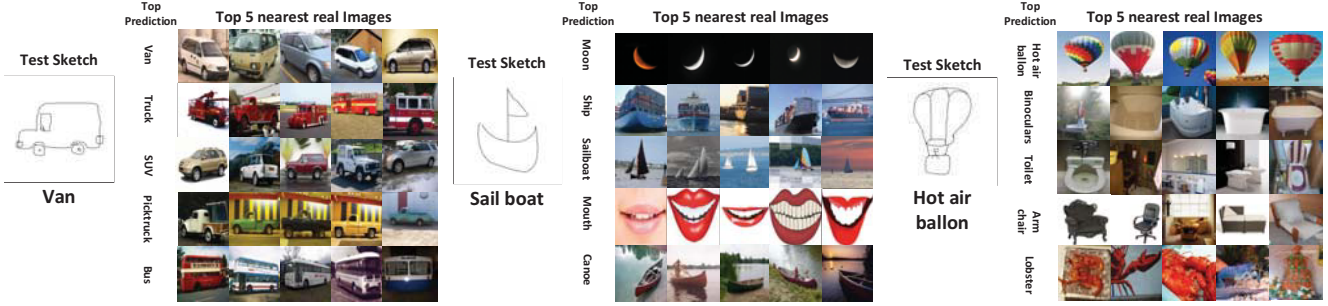 Top
Prediction
Top 5 nearest real Images
Test Sketch
Van
Van
Truck
SUV
Picktruck
Bus
Top
Prediction
Top 5 nearest real Images
Test Sketch
Sail boat
Moon
Ship
Sailboat
Mouth
Canoe
Top
Prediction
Top 5 nearest real Images
Test Sketch
Hot air
ballon
Hot air
ballon
Binoculars
Toilet
Arm
chair
Lobster